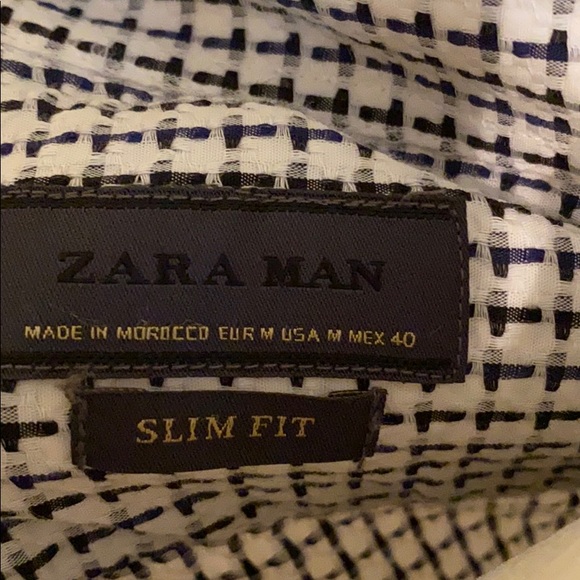 ZARA MAN
MADE IN MOROCCO EUR M USA M MEX 40
SLIM FIT